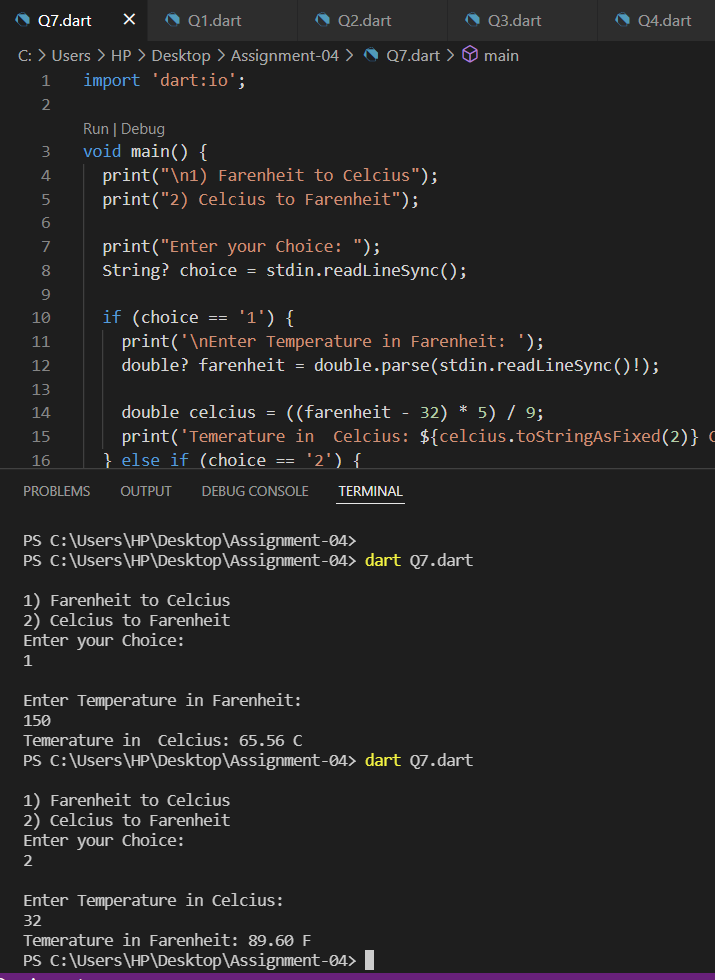 Q7.dart × Q1.dart Q2.dart Q3.dart Q4.dart
C: > Users > HP > Desktop > Assignment-04 > Q7.dart > main
1 import 'dart:io';
2
Run | Debug
3 void main() {
4 print("\n1) Farenheit to Celcius");
5 print("2) Celcius to Farenheit");
6
7 print("Enter your Choice: ");
8 String? choice = stdin.readLineSync();
9
10 if (choice == '1') {
11 print('\nEnter Temperature in Farenheit: ');
12 double? farenheit = double.parse(stdin.readLineSync()!);
13
14 double celcius = ((farenheit - 32) * 5) / 9;
15 print('Temerature in  Celcius: ${celcius.toStringAsFixed(2)} C
16 } else if (choice == '2') {
PROBLEMS OUTPUT DEBUG CONSOLE TERMINAL
PS C:\Users\HP\Desktop\Assignment-04>
PS C:\Users\HP\Desktop\Assignment-04> dart Q7.dart
1) Farenheit to Celcius
2) Celcius to Farenheit
Enter your Choice:
1
Enter Temperature in Farenheit:
150
Temerature in  Celcius: 65.56 C
PS C:\Users\HP\Desktop\Assignment-04> dart Q7.dart
1) Farenheit to Celcius
2) Celcius to Farenheit
Enter your Choice:
2
Enter Temperature in Celcius:
32
Temerature in Farenheit: 89.60 F
PS C:\Users\HP\Desktop\Assignment-04>